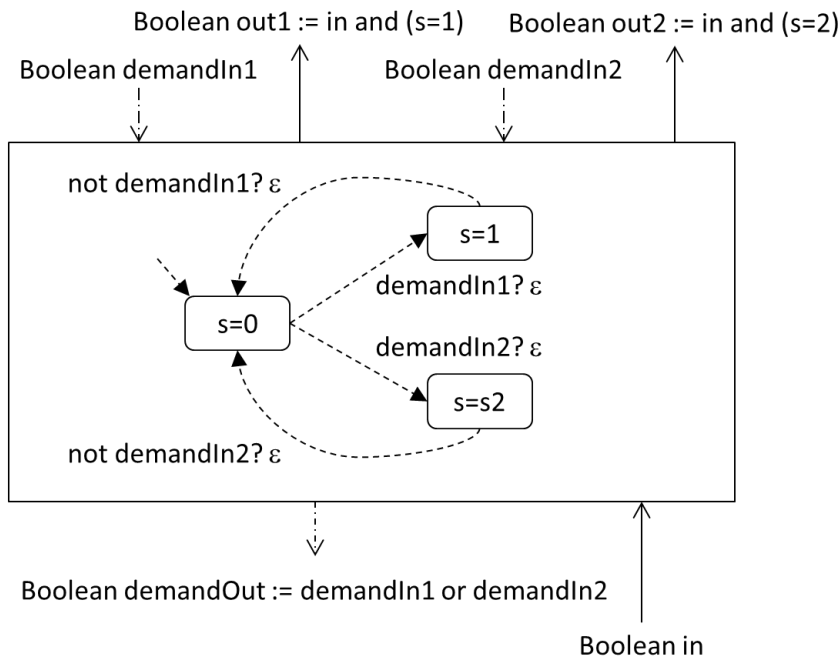 Boolean out1 := in and (s=1)
Boolean out2 := in and (s=2)
Boolean demandIn1
Boolean demandIn2
not demandIn1? ε
s=1
demandIn1? ε
s=0
demandIn2? ε
s=s2
not demandIn2? ε
Boolean demandOut := demandIn1 or demandIn2
Boolean in